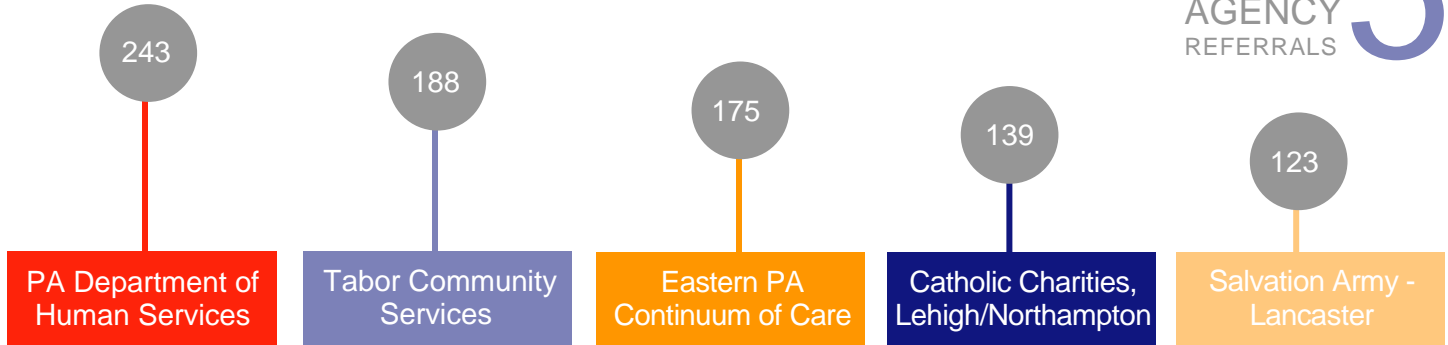 AGENCY
REFERRALS
243
188
175
139
123
PA Department of
Human Services
Tabor Community
Services
Eastern PA
Continuum of Care
Catholic Charities,
Lehigh/Northampton
Salvation Army -
Lancaster